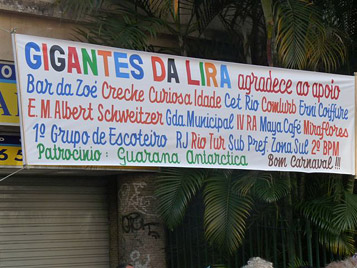 GIGANTES DA LIRA agradece ao apoio
Bar da Zoé Creche Curiosa Idade Cet Rio Comlurb Erni Coiffure
E. M. Albert Schweitzer Gda Municipal IV RA Maya Café Miraflores
1º Grupo de Escoteiro RJ Rio Tur Sub Pref. Zona Sul 2º BPM
Patrocínio : Guarana Antarctica Bom Carnaval !!!